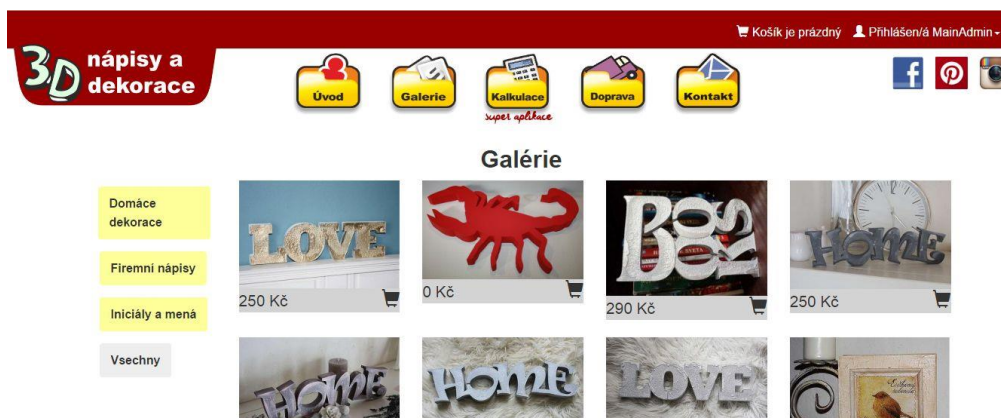 Košík je prázdný
Přihlášen/á MainAdmin
3D nápisy a
dekorace
Úvod
Galerie
Kalkulace
Doprava
Kontakt
super aplikace
Galérie
Domáce
dekorace
Firemní nápisy
Iniciály a mená
Vsechny
LOVE
250 Kč
0 Kč
BOOKS
290 Kč
HOME
250 Kč
HOME
HOME
LOVE